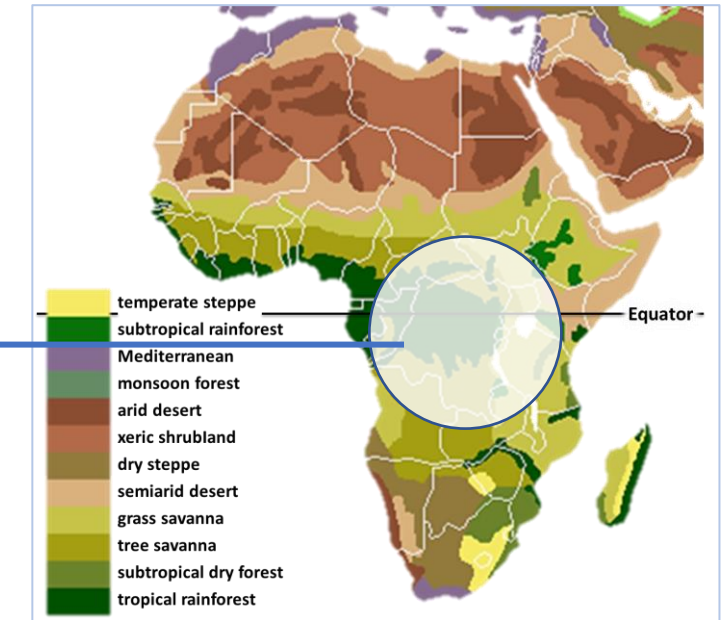 temperate steppe
Equator
subtropical rainforest
Mediterranean
monsoon forest
arid desert
xeric shrubland
dry steppe
semiarid desert
grass savanna
tree savanna
subtropical dry forest
tropical rainforest